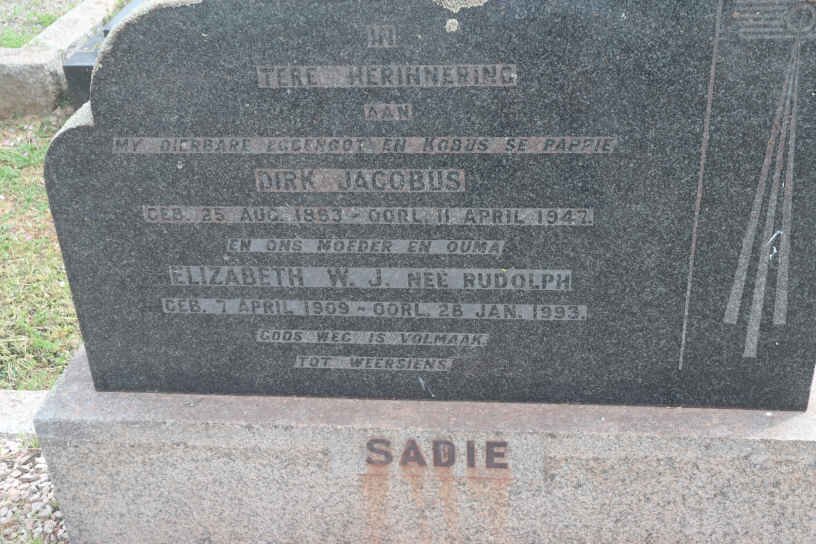 IN
TERE HERINNERING
AAN
MY DIERBARE EGGENOOT EN KOBUS SE PAPPIE
DIRK JACOBUS
GEB. 25 AUG. 1893 - OORL. 11 APRIL 1947.
EN ONS MOEDER EN OUMA
ELIZABETH W. J. NEE RUDOLPH
GEB. 7 APRIL 1909 - OORL. 28 JAN. 1993.
GODS WEG IS VOLMAAK
TOT WEERSIENS
SADIE